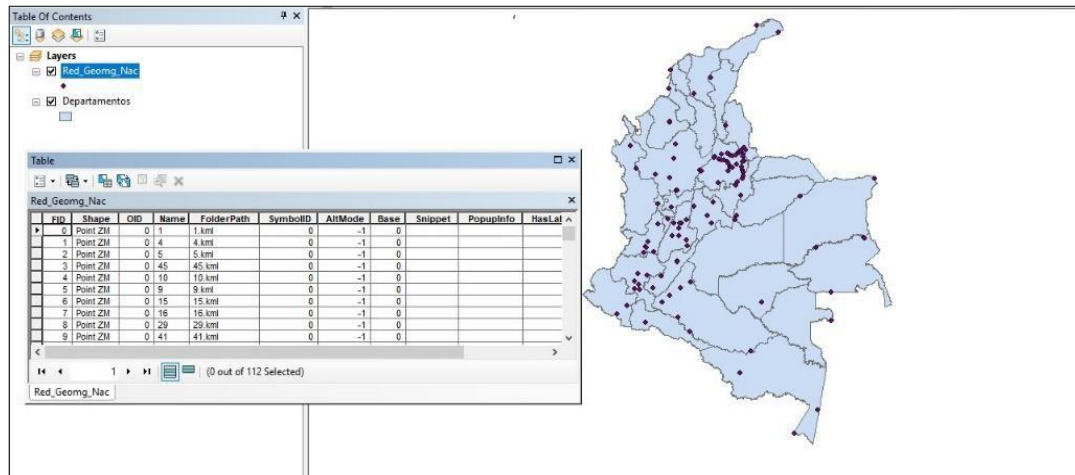 Table Of Contents
Layers
Red_Geomg_Nac
Departamentos
Table
Red_Geomg_Nac
FID Shape OID Name FolderPath SymbolID AltMode Base Snippet PopupInfo HasLal
0 Point ZM 0 1 1.kml 0 -1 0
1 Point ZM 0 4 4.kml 0 -1 0
2 Point ZM 0 5 5.kml 0 -1 0
3 Point ZM 0 45 45.kml 0 -1 0
4 Point ZM 0 10 10.kml 0 -1 0
5 Point ZM 0 9 9.kml 0 -1 0
6 Point ZM 0 15 15.kml 0 -1 0
7 Point ZM 0 16 16.kml 0 -1 0
8 Point ZM 0 29 29.kml 0 -1 0
9 Point ZM 0 41 41.kml 0 -1 0
1 (0 out of 112 Selected)
Red_Geomg_Nac